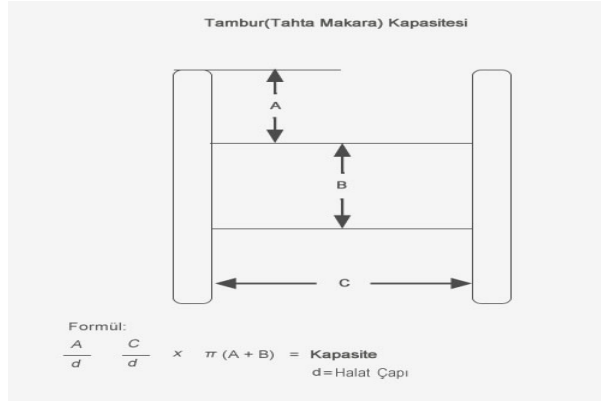 Tambur(Tahta Makara) Kapasitesi
A
B
C
Formül:
A/d C/d × π (A + B) = Kapasite
d=Halat Çapı